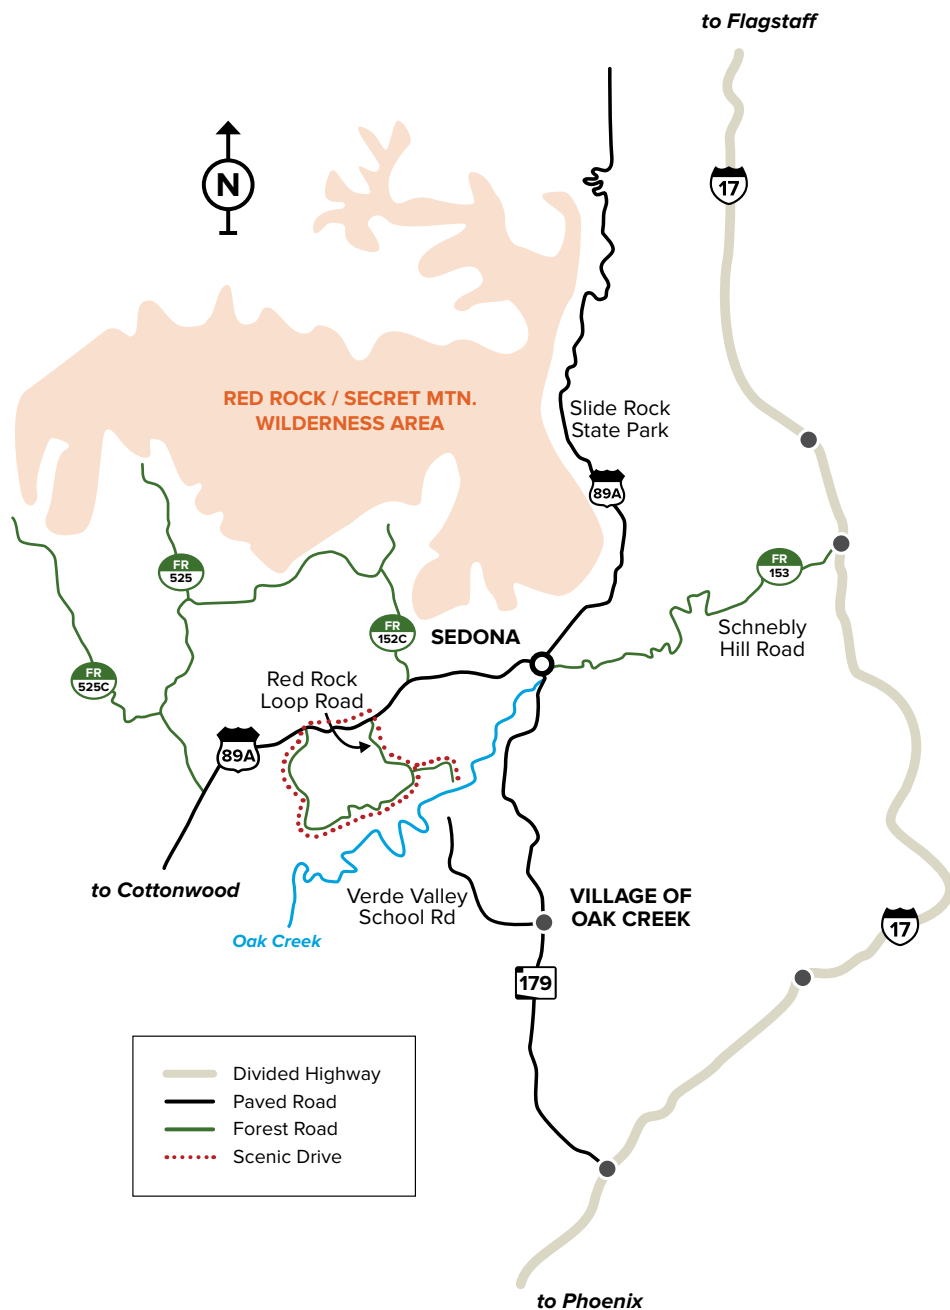 to Flagstaff
N
17
RED ROCK / SECRET MTN.
WILDERNESS AREA
Slide Rock
State Park
89A
FR
525
FR
153
FR
152C
SEDONA
Schnebly
Hill Road
FR
525C
Red Rock
Loop Road
89A
to Cottonwood
Verde Valley
School Rd
VILLAGE OF
OAK CREEK
17
Oak Creek
179
Divided Highway
Paved Road
Forest Road
Scenic Drive
to Phoenix